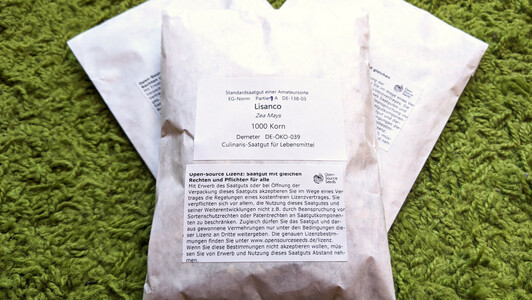 Standardsaatgut einer Amateursorte
EG-Norm Partie: A DE-138-03
Lisanco
Zea Mays
1000 Korn
Demeter DE-ÖKO-039
Culinaris-Saatgut für Lebensmittel
Open-Source Lizenz: Saatgut mit gleichen
Rechten und Pflichten für alle
Mit Erwerb des Saatguts oder bei Öffnung der
Verpackung dieses Saatguts akzeptieren Sie im Wege eines Ver-
trages die Regelungen eines kostenfreien Lizenzvertrages. Sie
verpflichten sich vor allem, die Nutzung dieses Saatgutes und
seiner Weiterentwicklungen nicht z.B. durch Beanspruchung von
Sortenschutzrechten oder Patentrechten an Saatgutkomponen-
ten zu beschränken. Zugleich dürfen Sie das Saatgut und dar-
aus gewonnene Vermehrungen nur unter den Bedingungen die-
ser Lizenz an Dritte weitergeben. Die genauen Lizenzbestim-
mungen finden Sie unter www.opensourceseeds.de/lizenz.
Wenn Sie diese Bestimmungen nicht akzeptieren wollen, müs-
sen Sie von Erwerb und Nutzung dieses Saatguts Abstand neh-
men.
Open
Source
Seeds
gleichen